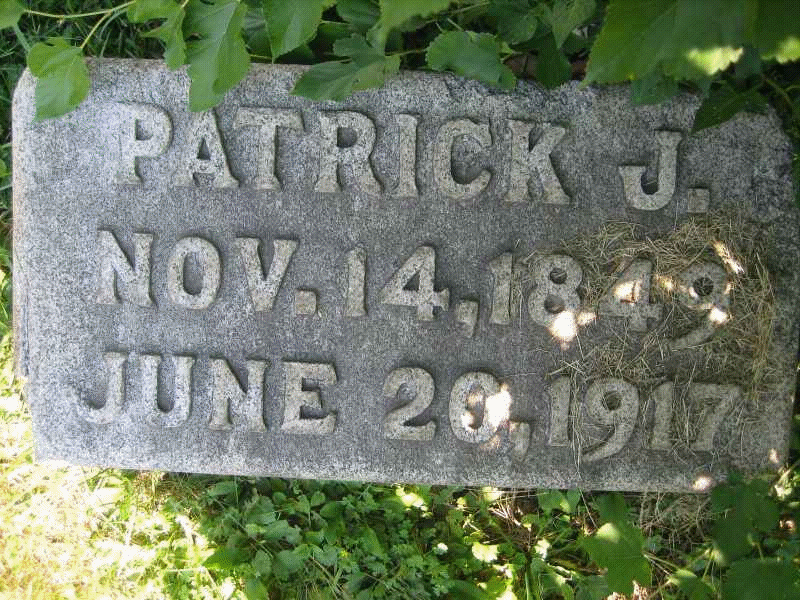 PATRICK J.
NOV. 14, 1849
JUNE 20, 1917